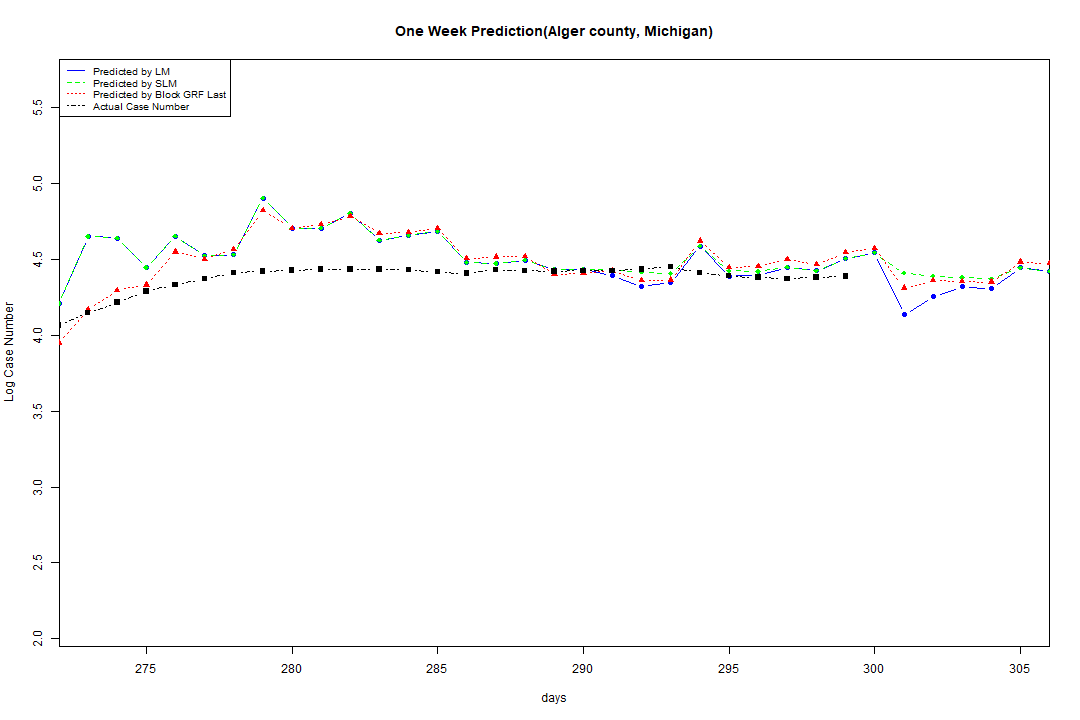 One Week Prediction(Alger county, Michigan)
Predicted by LM
Predicted by SLM
Predicted by Block GRF Last
Actual Case Number
5.5
5.0
4.5
4.0
3.5
3.0
2.5
2.0
Log Case Number
275 280 285 290 295 300 305
days